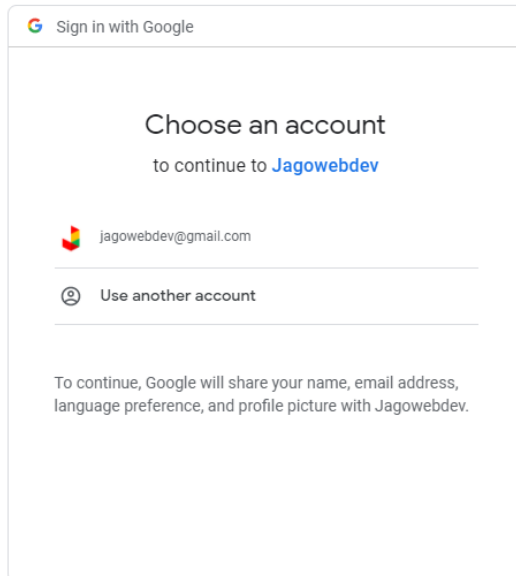 Sign in with Google
Choose an account
to continue to Jagowebdev
jagowebdev@gmail.com
Use another account
To continue, Google will share your name, email address,
language preference, and profile picture with Jagowebdev.